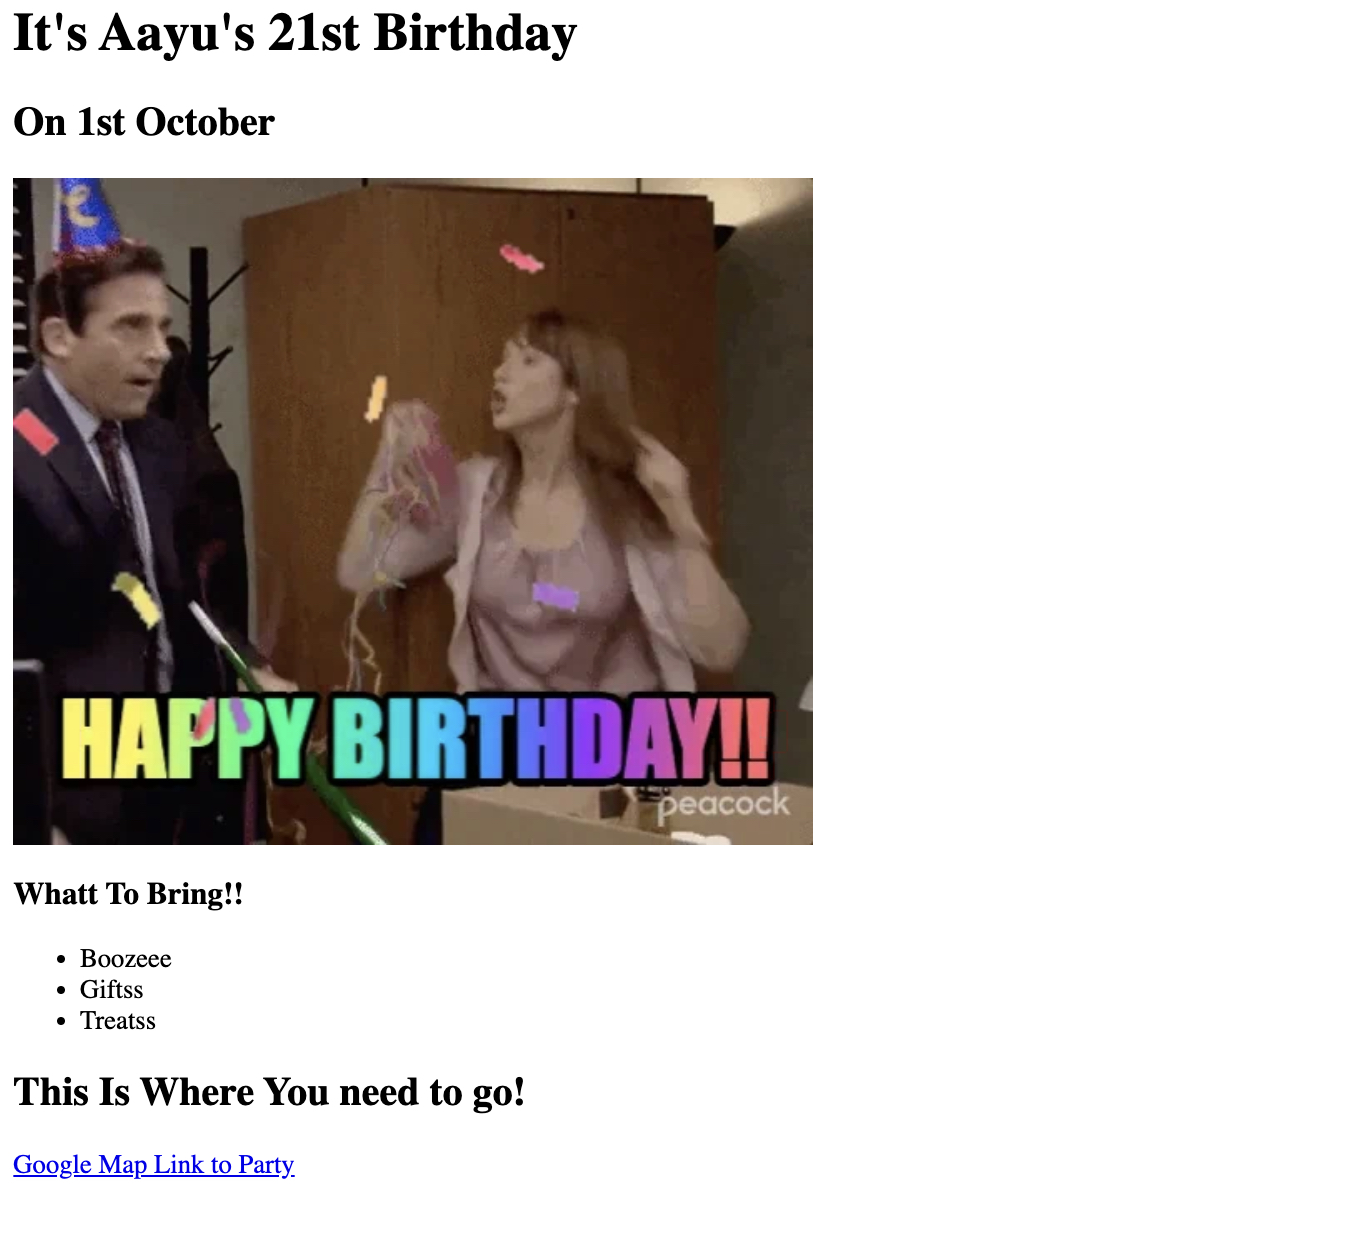 It's Aayu's 21st Birthday
On 1st October
HAPPY BIRTHDAY!!
peacock
Whatt To Bring!!
Boozeee
Giftss
Treatss
This Is Where You need to go!
Google Map Link to Party